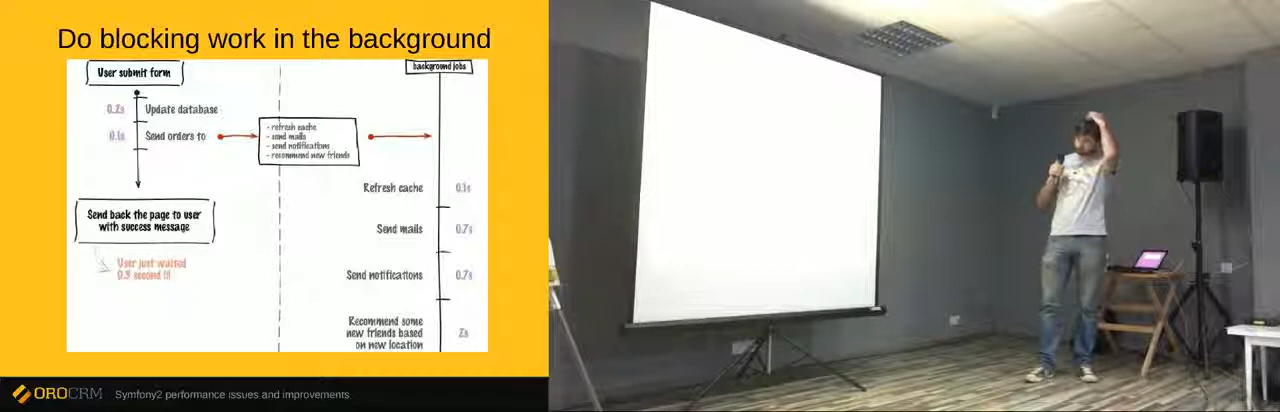 Do blocking work in the background
User submit form
background jobs
0.2s Update database
0.1s Send orders to
- refresh cache
- send mails
- send notifications
- recommend new friends
Refresh cache 0.1s
Send back the page to user
with success message
Send mails 0.7s
User just waited
0.3 second !!!
Send notifications 0.7s
Recommend some
new friends based 2s
on new location
OROCRM Symfony2 performance issues and improvements